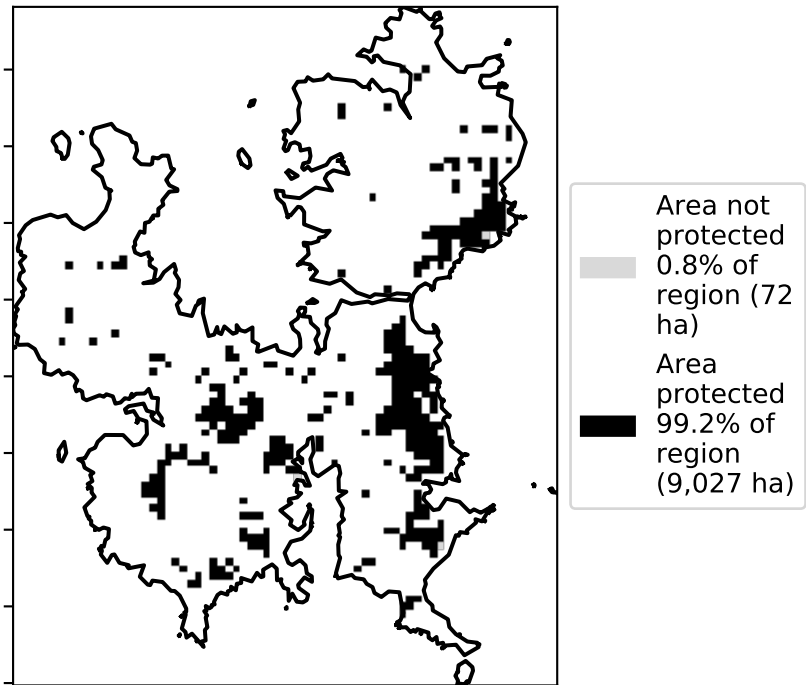 Area not
protected
0.8% of
region (72
ha)
Area
protected
99.2% of
region
(9,027 ha)